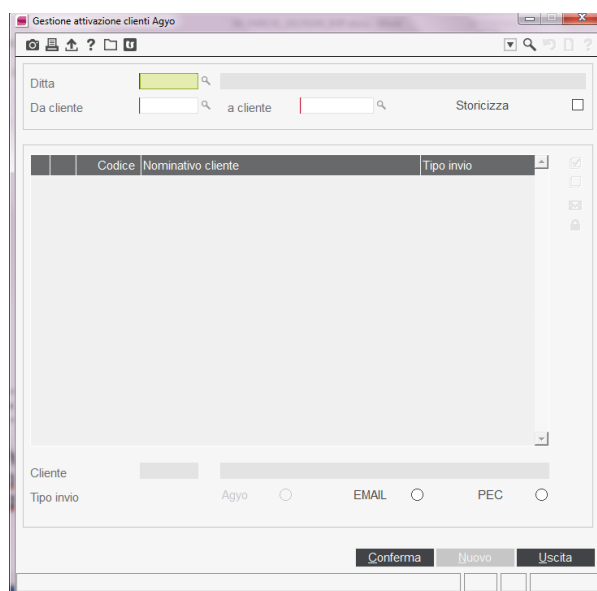 Gestione attivazione clienti Agyo
Ditta
Da cliente a cliente Storicizza
Codice Nominativo cliente Tipo invio
Cliente
Tipo invio Agyo EMAIL PEC
Conferma Nuovo Uscita